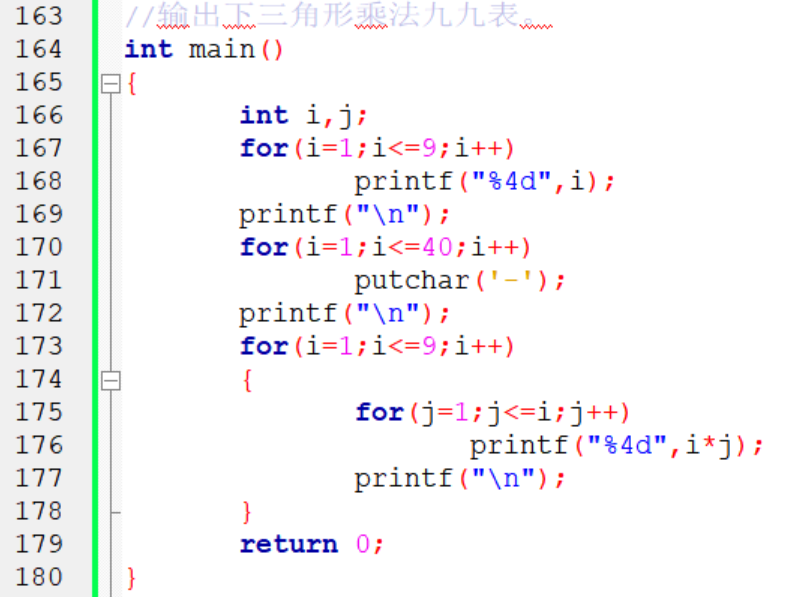 163 //输出下三角形乘法九九表。
164 int main()
165 {
166 int i,j;
167 for(i=1;i<=9;i++)
168 printf("%4d",i);
169 printf("\n");
170 for(i=1;i<=40;i++)
171 putchar('-');
172 printf("\n");
173 for(i=1;i<=9;i++)
174 {
175 for(j=1;j<=i;j++)
176 printf("%4d",i*j);
177 printf("\n");
178 }
179 return 0;
180 }